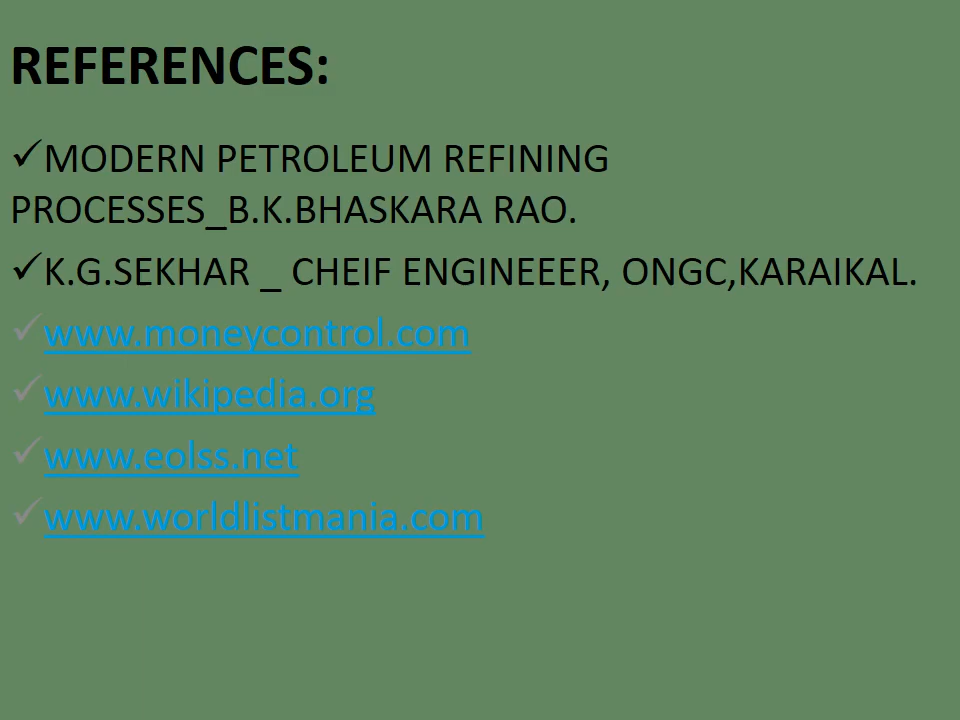 REFERENCES:
✓MODERN PETROLEUM REFINING
PROCESSES_B.K.BHASKARA RAO.
✓K.G.SEKHAR _ CHEIF ENGINEEER, ONGC,KARAIKAL.
✓www.moneycontrol.com
✓www.wikipedia.org
✓www.eolss.net
✓www.worldlistmania.com